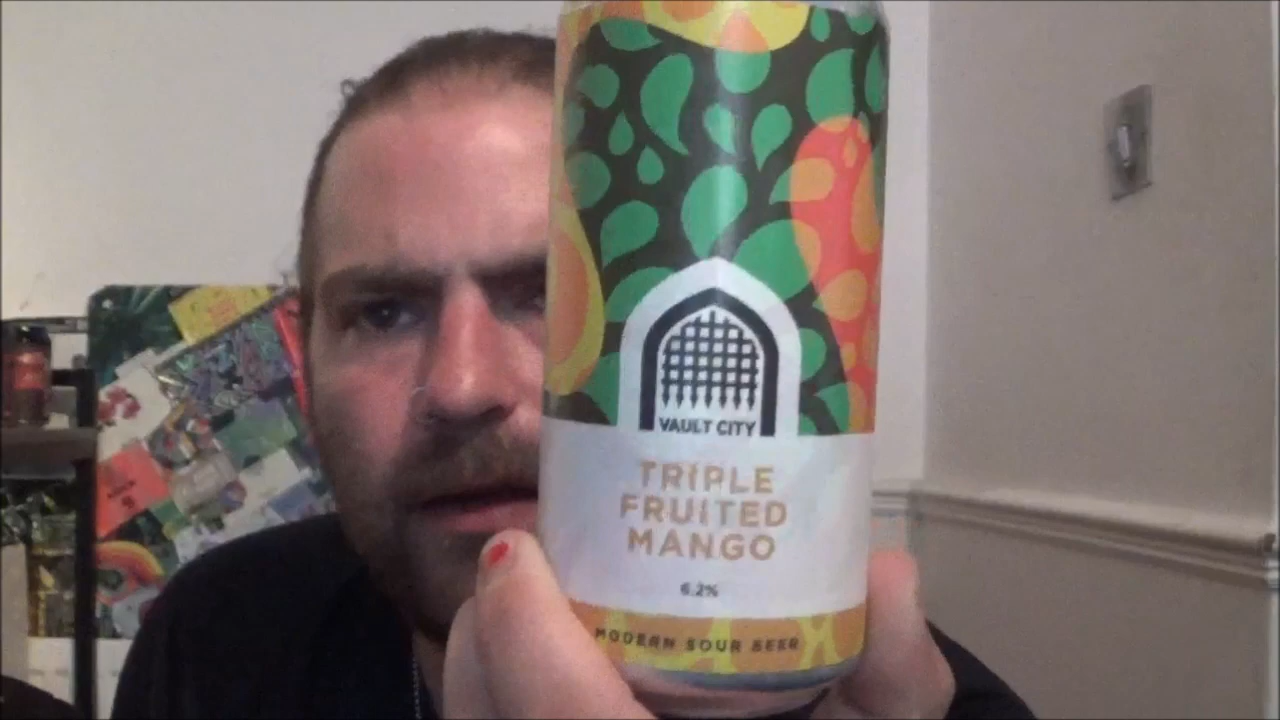 VAULT CITY
TRIPLE
FRUITED
MANGO
6.2%
MODERN SOUR BEER